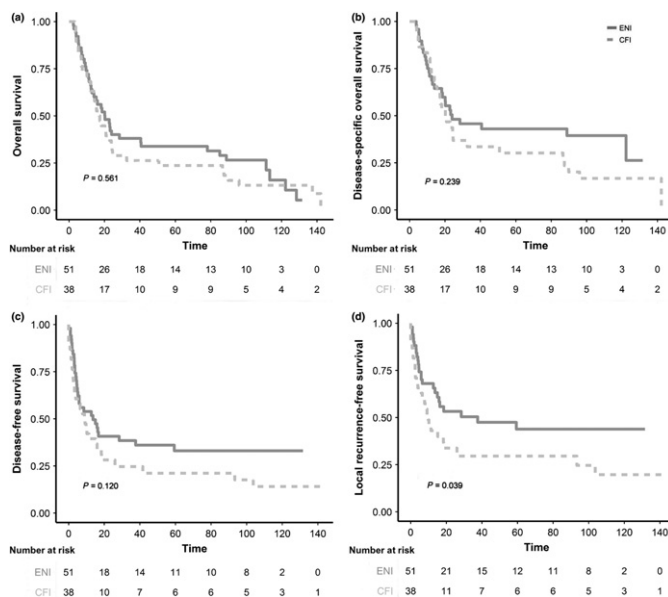 (a)
Overall survival
1.00
0.75
0.50
0.25
0.00
P = 0.561
0 20 40 60 80 100 120 140
Time
Number at risk
ENI 51 26 18 14 13 10 3 0
CFI 38 17 10 9 9 5 4 2
(b)
Disease-specific overall survival
1.00
0.75
0.50
0.25
0.00
ENI
CFI
P = 0.239
0 20 40 60 80 100 120 140
Time
Number at risk
ENI 51 26 18 14 13 10 3 0
CFI 38 17 10 9 9 5 4 2
(c)
Disease-free survival
1.00
0.75
0.50
0.25
0.00
P = 0.120
0 20 40 60 80 100 120 140
Time
Number at risk
ENI 51 18 14 11 10 8 2 0
CFI 38 10 7 6 6 5 3 1
(d)
Local recurrence-free survival
1.00
0.75
0.50
0.25
0.00
P = 0.039
0 20 40 60 80 100 120 140
Time
Number at risk
ENI 51 21 15 12 11 8 2 0
CFI 38 11 7 6 6 5 3 1